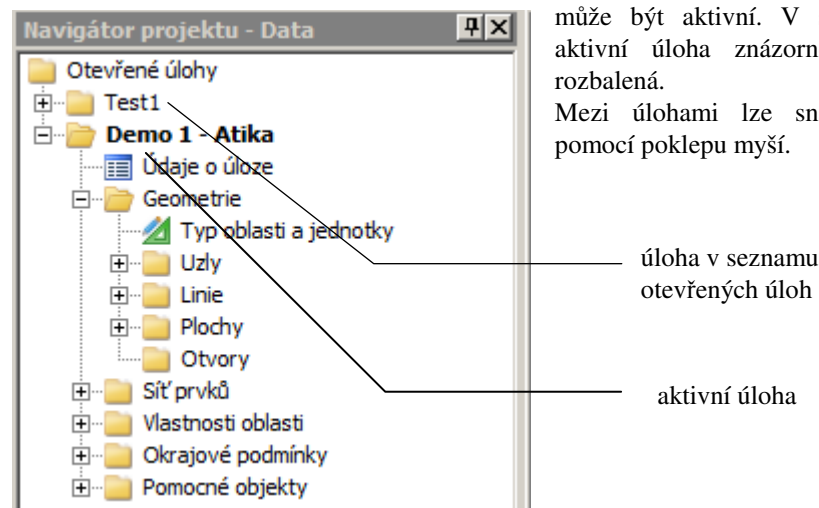 Navigátor projektu - Data
Otevřené úlohy
Test1
Demo 1 - Atika
Údaje o úloze
Geometrie
Typ oblasti a jednotky
Uzly
Linie
Plochy
Otvory
Síť prvků
Vlastnosti oblasti
Okrajové podmínky
Pomocné objekty
může být aktivní. V
aktivní úloha znázorn
rozbalená.
Mezi úlohami lze sn
pomocí poklepu myší.
úloha v seznamu
otevřených úloh
aktivní úloha